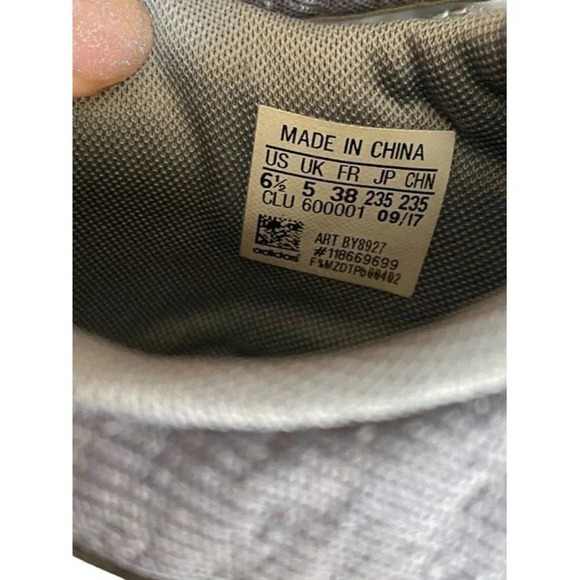 MADE IN CHINA
US UK FR JP CHN
6½ 5 38 235 235
CLU 600001 09/17
ART BY8927
#118669699
adidas